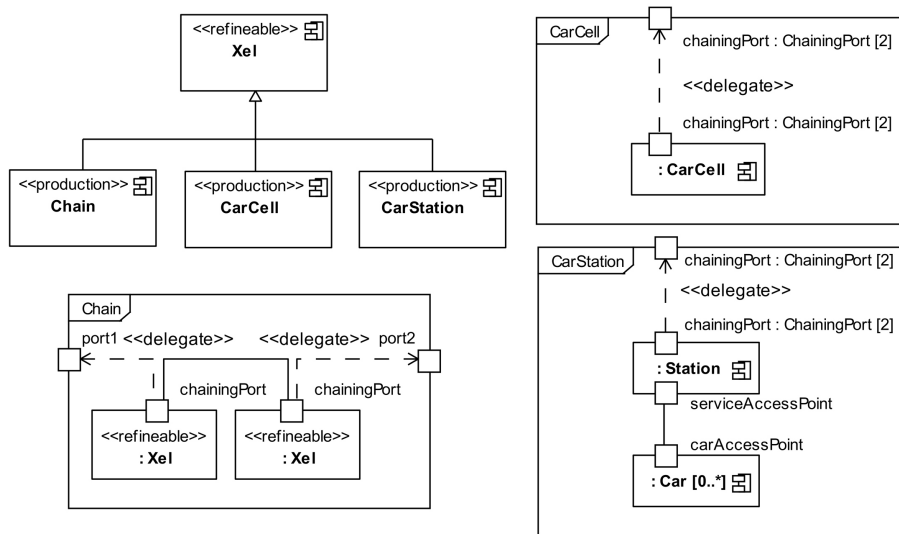 <<refineable>>
Xel
<<production>>
Chain
<<production>>
CarCell
<<production>>
CarStation
Chain
port1 <<delegate>>
<<delegate>> port2
chainingPort
chainingPort
<<refineable>>
: Xel
<<refineable>>
: Xel
CarCell
chainingPort : ChainingPort [2]
<<delegate>>
chainingPort : ChainingPort [2]
: CarCell
CarStation
chainingPort : ChainingPort [2]
<<delegate>>
chainingPort : ChainingPort [2]
: Station
serviceAccessPoint
carAccessPoint
: Car [0..*]